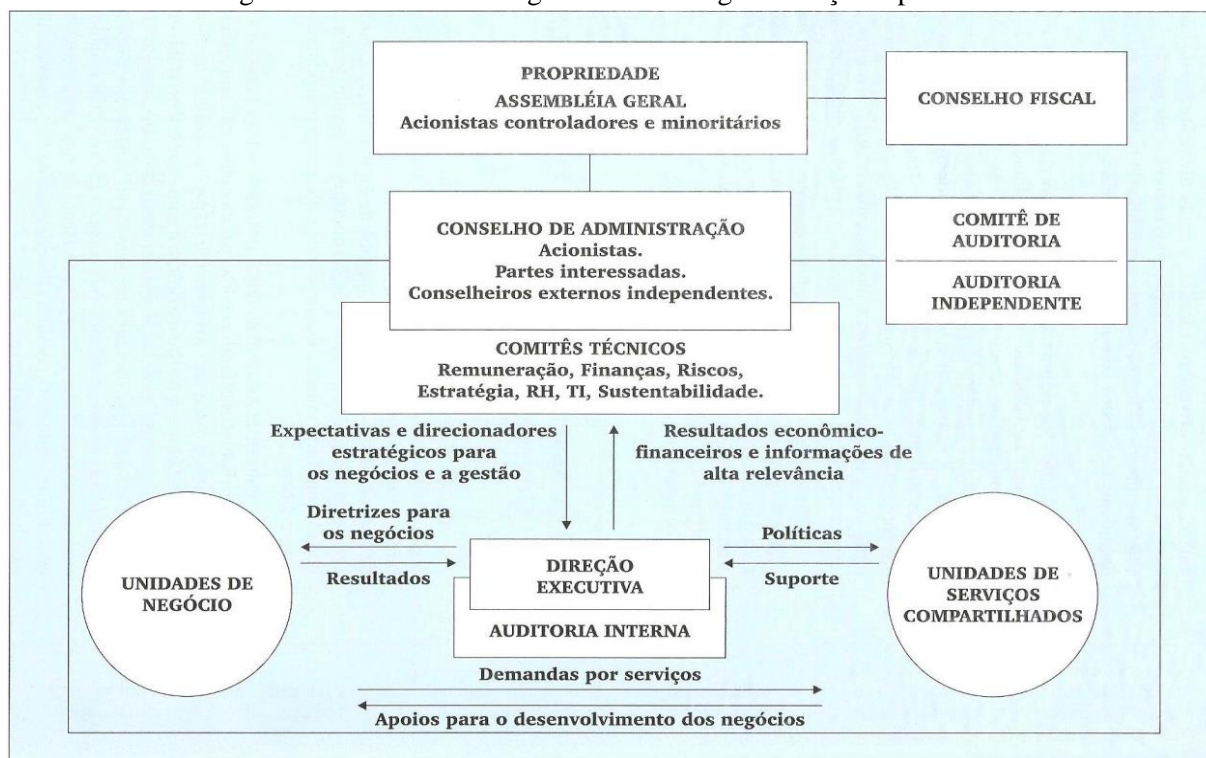 PROPRIEDADE
ASSEMBLÉIA GERAL
Acionistas controladores e minoritários
CONSELHO FISCAL
CONSELHO DE ADMINISTRAÇÃO
Acionistas.
Partes interessadas.
Conselheiros externos independentes.
COMITÊ DE
AUDITORIA
AUDITORIA
INDEPENDENTE
COMITÊS TÉCNICOS
Remuneração, Finanças, Riscos,
Estratégia, RH, TI, Sustentabilidade.
Expectativas e direcionadores
estratégicos para
os negócios e a gestão
Resultados econômico-
financeiros e informações de
alta relevância
Diretrizes para
os negócios
Resultados
Políticas
Suporte
UNIDADES DE
NEGÓCIO
DIREÇÃO
EXECUTIVA
AUDITORIA INTERNA
UNIDADES DE
SERVIÇOS
COMPARTILHADOS
Demandas por serviços
Apoios para o desenvolvimento dos negócios